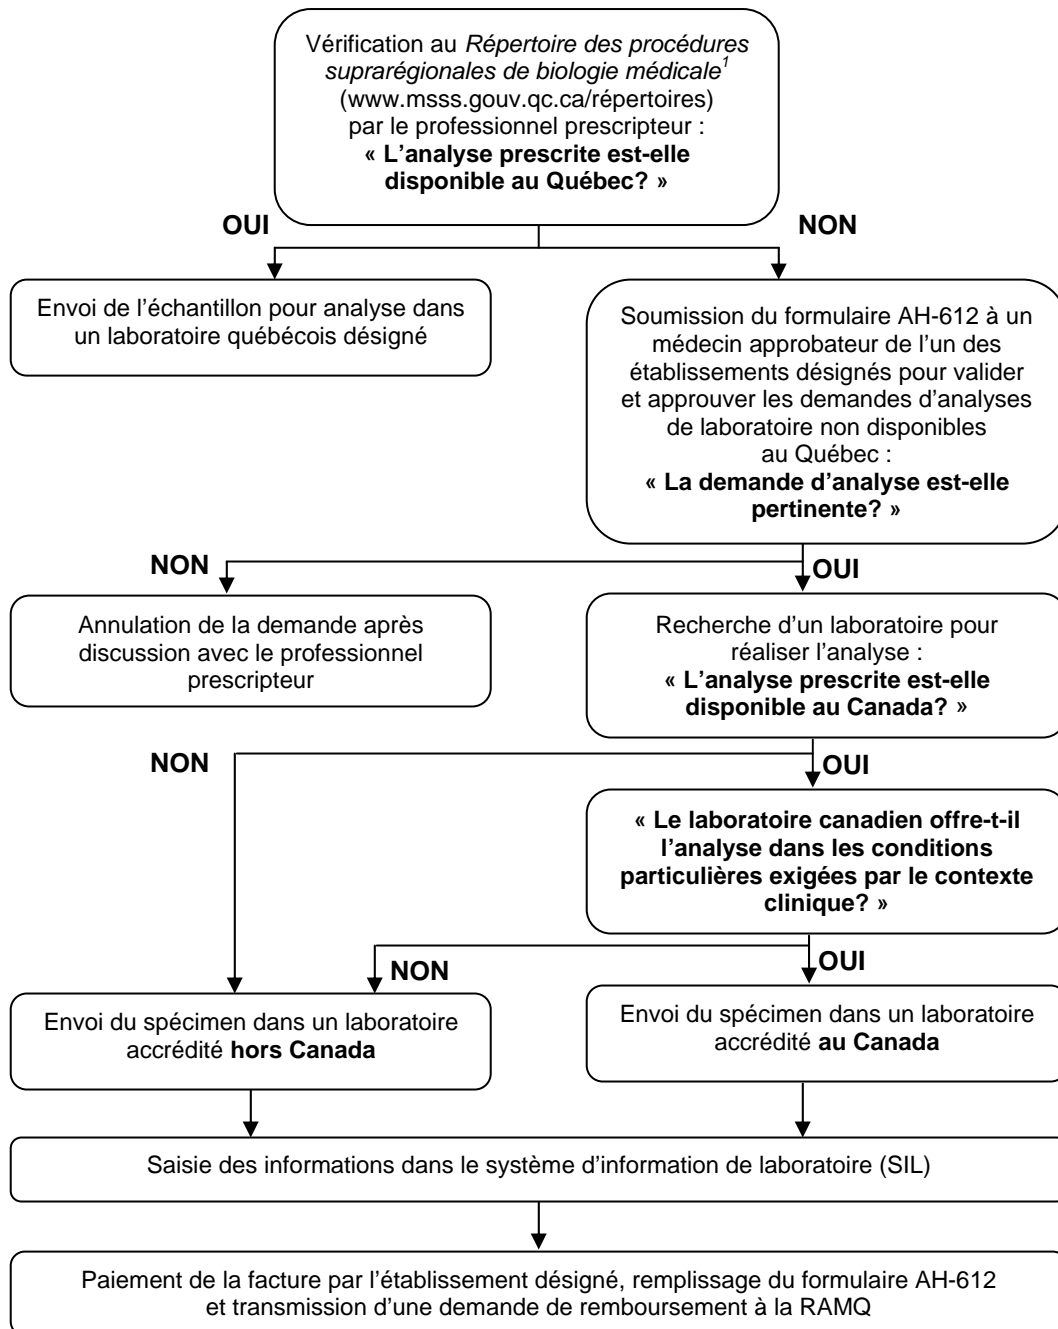 Vérification au Répertoire des procédures
suprarégionales de biologie médicale1
(www.msss.gouv.qc.ca/répertoires)
par le professionnel prescripteur :
« L’analyse prescrite est-elle
disponible au Québec? »
OUI
NON
Envoi de l’échantillon pour analyse dans
un laboratoire québécois désigné
Soumission du formulaire AH-612 à un
médecin approbateur de l’un des
établissements désignés pour valider
et approuver les demandes d’analyses
de laboratoire non disponibles
au Québec :
« La demande d’analyse est-elle
pertinente? »
NON
OUI
Annulation de la demande après
discussion avec le professionnel
prescripteur
Recherche d’un laboratoire pour
réaliser l’analyse :
« L’analyse prescrite est-elle
disponible au Canada? »
NON
OUI
« Le laboratoire canadien offre-t-il
l’analyse dans les conditions
particulières exigées par le contexte
clinique? »
NON
OUI
Envoi du spécimen dans un laboratoire
accrédité hors Canada
Envoi du spécimen dans un laboratoire
accrédité au Canada
Saisie des informations dans le système d’information de laboratoire (SIL)
Paiement de la facture par l’établissement désigné, remplissage du formulaire AH-612
et transmission d’une demande de remboursement à la RAMQ